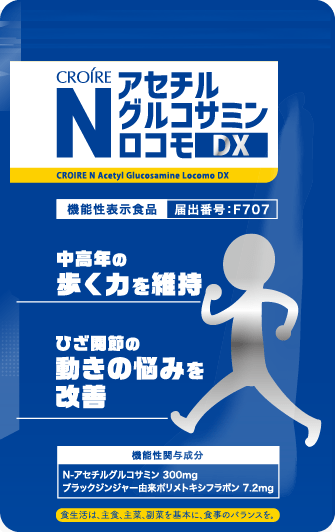 CROIRE
N アセチル
グルコサミン
ロコモ DX
CROIRE N Acetyl Glucosamine Locomo DX
機能性表示食品 届出番号:F707
中高年の
歩く力を維持
ひざ関節の
動きの悩みを
改善
機能性関与成分
N-アセチルグルコサミン 300mg
ブラックジンジャー由来ポリメトキシフラボン 7.2mg
食生活は、主食、主菜、副菜を基本に、食事のバランスを。